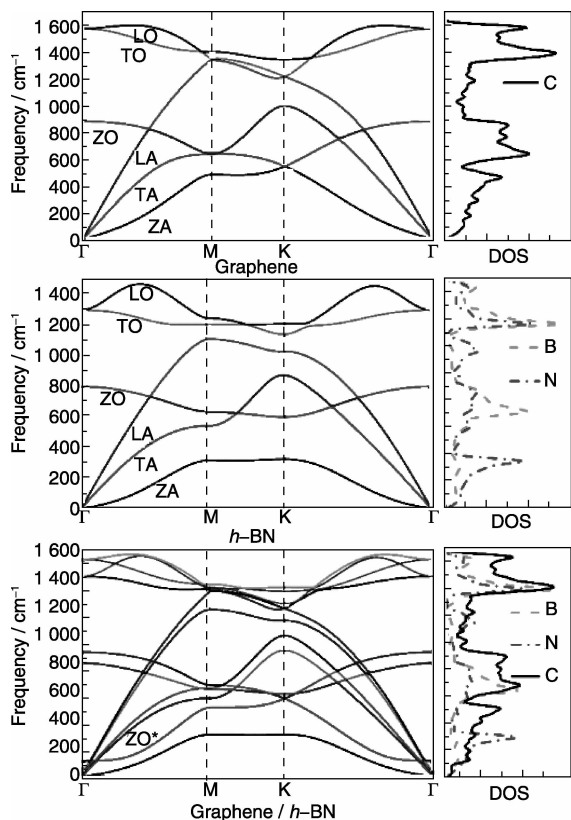 Frequency / cm⁻¹
1 600
1 400
1 200
1 000
800
600
400
200
0
LO
TO
ZO
LA
TA
ZA
Γ M K Γ
Graphene
C
DOS
Frequency / cm⁻¹
1 400
1 200
1 000
800
600
400
200
0
LO
TO
ZO
LA
TA
ZA
Γ M K Γ
h–BN
B
N
DOS
Frequency / cm⁻¹
1 600
1 400
1 200
1 000
800
600
400
200
0
ZO*
Γ M K Γ
Graphene / h–BN
B
N
C
DOS